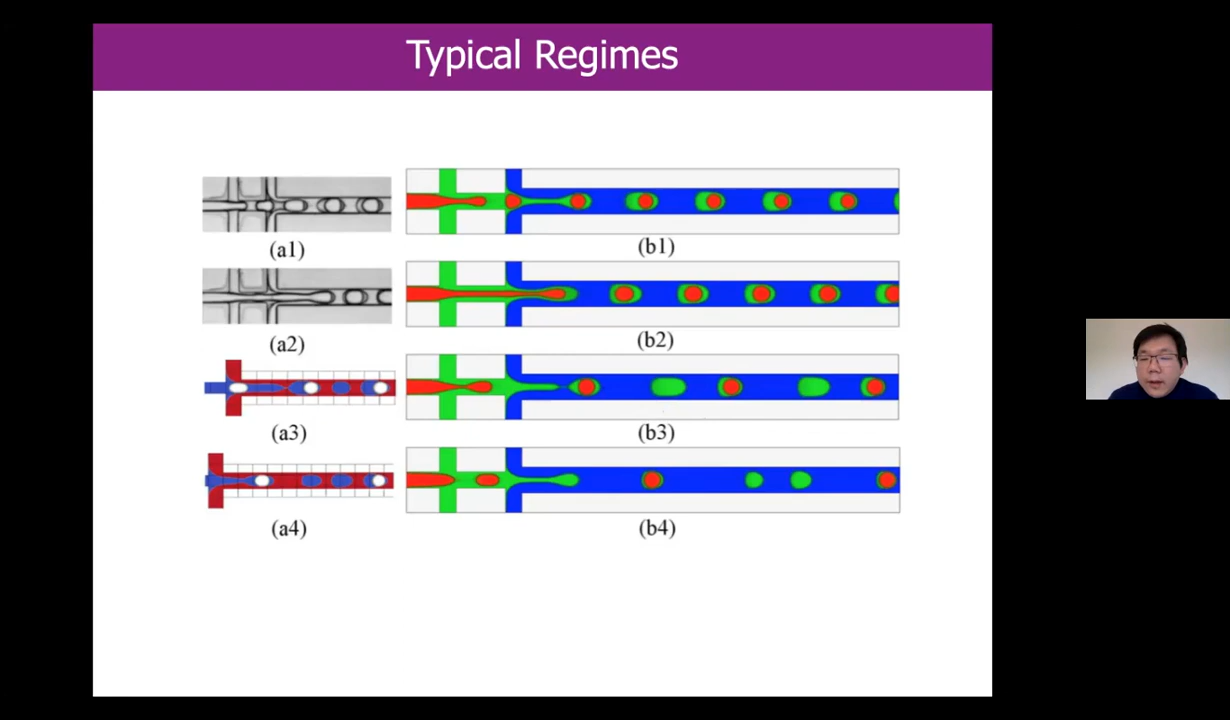 Typical Regimes
(a1)
(b1)
(a2)
(b2)
(a3)
(b3)
(a4)
(b4)